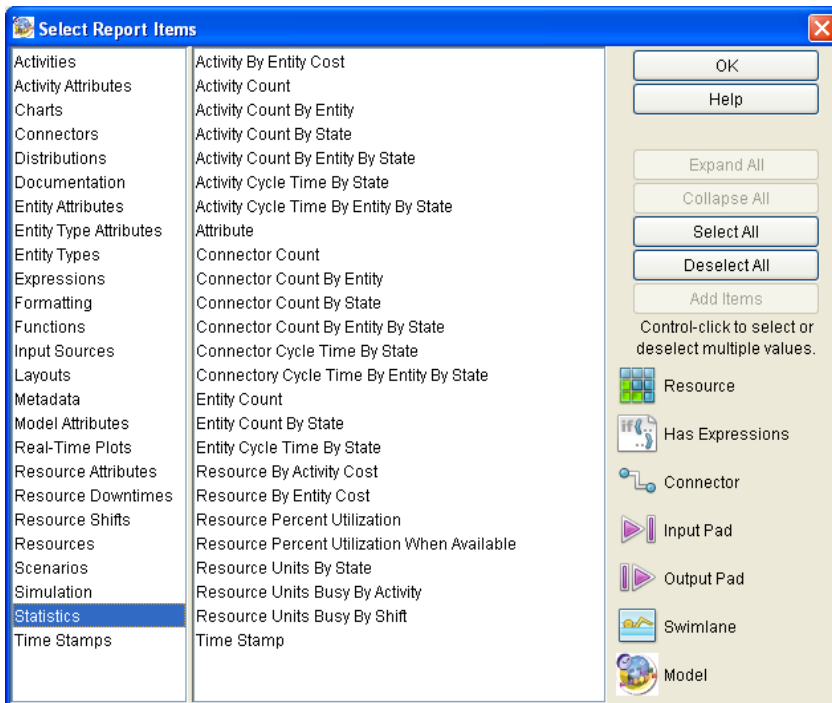 Select Report Items
Activities
Activity Attributes
Charts
Connectors
Distributions
Documentation
Entity Attributes
Entity Type Attributes
Entity Types
Expressions
Formatting
Functions
Input Sources
Layouts
Metadata
Model Attributes
Real-Time Plots
Resource Attributes
Resource Downtimes
Resource Shifts
Resources
Scenarios
Simulation
Statistics
Time Stamps
Activity By Entity Cost
Activity Count
Activity Count By Entity
Activity Count By State
Activity Count By Entity By State
Activity Cycle Time By State
Activity Cycle Time By Entity By State
Attribute
Connector Count
Connector Count By Entity
Connector Count By State
Connector Count By Entity By State
Connector Cycle Time By State
Connectory Cycle Time By Entity By State
Entity Count
Entity Count By State
Entity Cycle Time By State
Resource By Activity Cost
Resource By Entity Cost
Resource Percent Utilization
Resource Percent Utilization When Available
Resource Units By State
Resource Units Busy By Activity
Resource Units Busy By Shift
Time Stamp
OK
Help
Expand All
Collapse All
Select All
Deselect All
Add Items
Control-click to select or
deselect multiple values.
Resource
if(..
..)
Has Expressions
Connector
Input Pad
Output Pad
Swimlane
Model